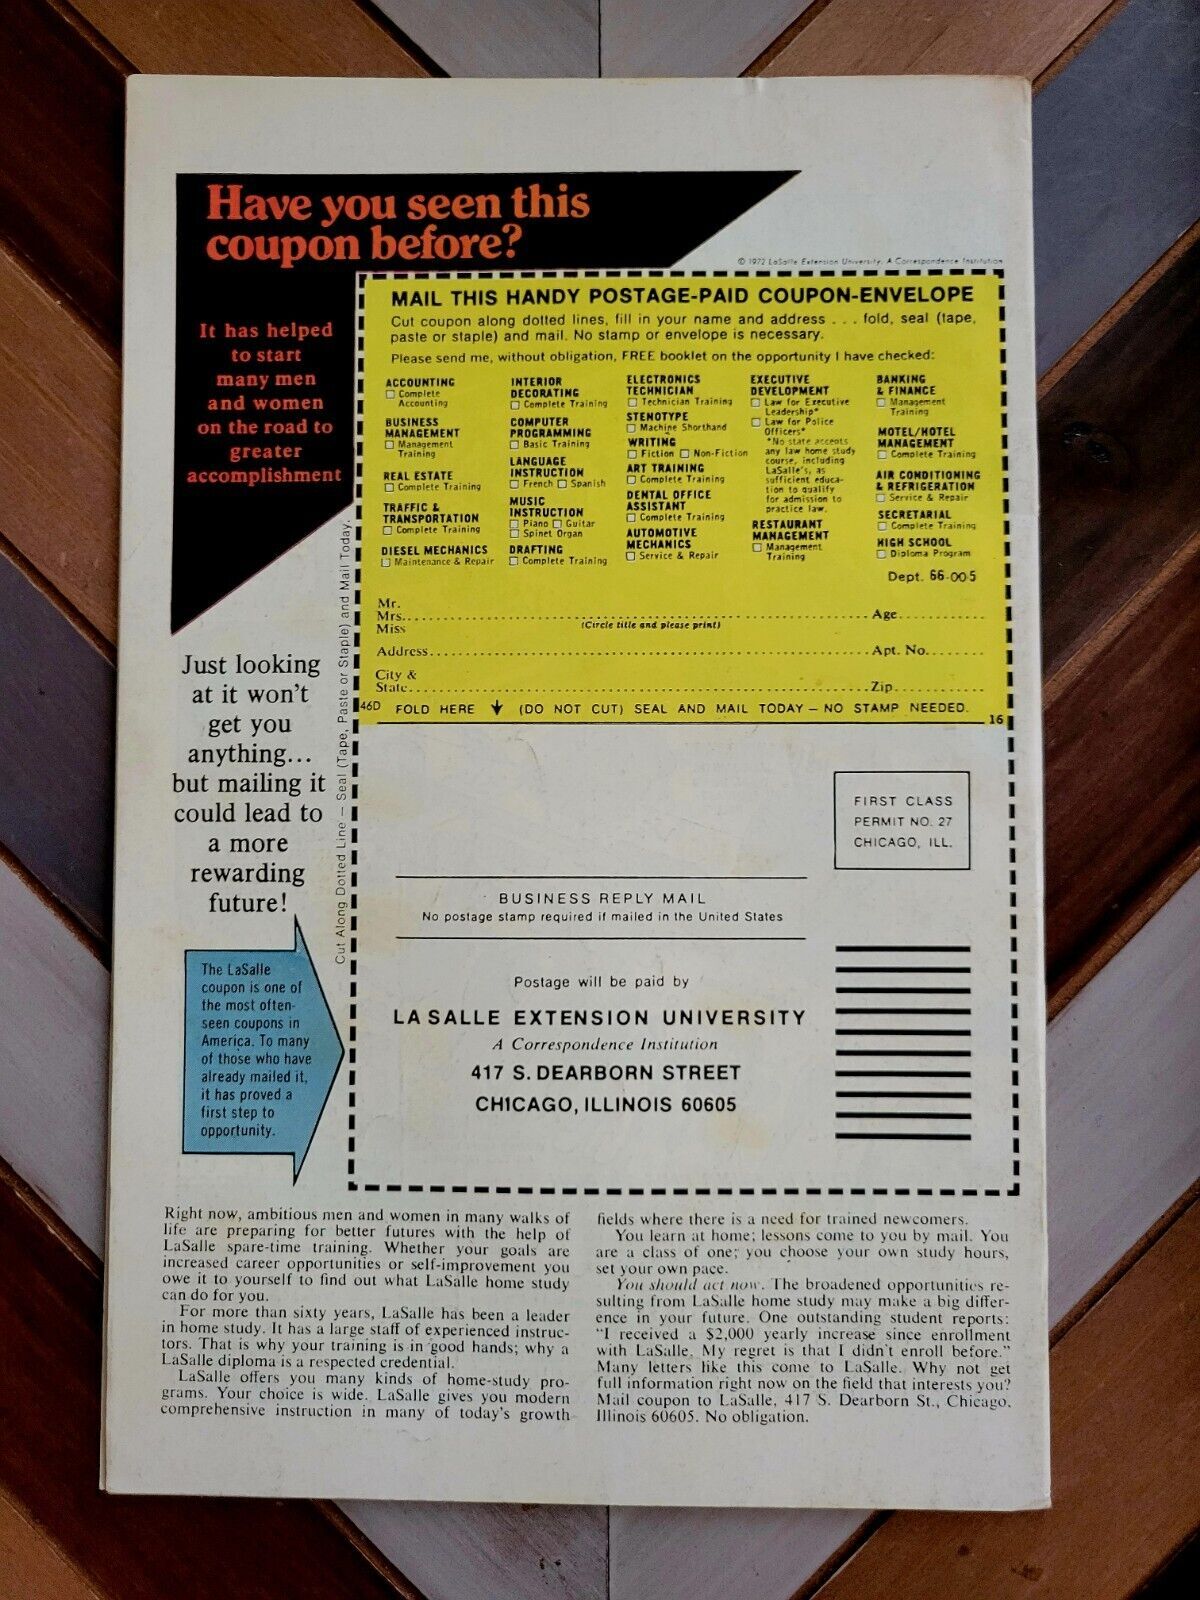 Have you seen this
coupon before?
© 1972 LaSalle Extension University, A Correspondence Institution
It has helped
to start
many men
and women
on the road to
greater
accomplishment
MAIL THIS HANDY POSTAGE-PAID COUPON-ENVELOPE
Cut coupon along dotted lines, fill in your name and address . . . fold, seal (tape,
paste or staple) and mail. No stamp or envelope is necessary.
Please send me, without obligation, FREE booklet on the opportunity I have checked:
ACCOUNTING
☐ Complete
Accounting
BUSINESS
MANAGEMENT
☐ Management
Training
REAL ESTATE
☐ Complete Training
TRAFFIC &
TRANSPORTATION
☐ Complete Training
DIESEL MECHANICS
☐ Maintenance & Repair
INTERIOR
DECORATING
☐ Complete Training
COMPUTER
PROGRAMMING
☐ Basic Training
LANGUAGE
INSTRUCTION
☐ French ☐ Spanish
MUSIC
INSTRUCTION
☐ Piano ☐ Guitar
☐ Spinet Organ
DRAFTING
☐ Complete Training
ELECTRONICS
TECHNICIAN
☐ Technician Training
STENOTYPE
☐ Machine Shorthand
WRITING
☐ Fiction ☐ Non-Fiction
ART TRAINING
☐ Complete Training
DENTAL OFFICE
ASSISTANT
☐ Complete Training
AUTOMOTIVE
MECHANICS
☐ Service & Repair
EXECUTIVE
DEVELOPMENT
☐ Law for Executive
Leadership*
☐ Law for Police
Officers*
*No state accepts
any law home study
course, including
LaSalle's, as
sufficient educa-
tion to qualify
for admission to
practice law.
RESTAURANT
MANAGEMENT
☐ Management
Training
BANKING
& FINANCE
☐ Management
Training
MOTEL/HOTEL
MANAGEMENT
☐ Complete Training
AIR CONDITIONING
& REFRIGERATION
☐ Service & Repair
SECRETARIAL
☐ Complete Training
HIGH SCHOOL
☐ Diploma Program
Dept. 66-005
Mr.
Mrs. Age
Miss (Circle title and please print)
Address Apt. No.
City &
State Zip
46D FOLD HERE (DO NOT CUT) SEAL AND MAIL TODAY – NO STAMP NEEDED.
16
Cut Along Dotted Line – Seal (Tape, Paste or Staple) and Mail Today.
Just looking
at it won't
get you
anything...
but mailing it
could lead to
a more
rewarding
future!
FIRST CLASS
PERMIT NO. 27
CHICAGO, ILL.
BUSINESS REPLY MAIL
No postage stamp required if mailed in the United States
Postage will be paid by
LA SALLE EXTENSION UNIVERSITY
A Correspondence Institution
417 S. DEARBORN STREET
CHICAGO, ILLINOIS 60605
The LaSalle
coupon is one of
the most often-
seen coupons in
America. To many
of those who have
already mailed it,
it has proved a
first step to
opportunity.
Right now, ambitious men and women in many walks of
life are preparing for better futures with the help of
LaSalle spare-time training. Whether your goals are
increased career opportunities or self-improvement you
owe it to yourself to find out what LaSalle home study
can do for you.
For more than sixty years, LaSalle has been a leader
in home study. It has a large staff of experienced instruc-
tors. That is why your training is in good hands; why a
LaSalle diploma is a respected credential.
LaSalle offers you many kinds of home-study pro-
grams. Your choice is wide. LaSalle gives you modern
comprehensive instruction in many of today's growth
fields where there is a need for trained newcomers.
You learn at home; lessons come to you by mail. You
are a class of one; you choose your own study hours,
set your own pace.
You should act now. The broadened opportunities re-
sulting from LaSalle home study may make a big differ-
ence in your future. One outstanding student reports:
"I received a $2,000 yearly increase since enrollment
with LaSalle. My regret is that I didn't enroll before."
Many letters like this come to LaSalle. Why not get
full information right now on the field that interests you?
Mail coupon to LaSalle, 417 S. Dearborn St., Chicago,
Illinois 60605. No obligation.